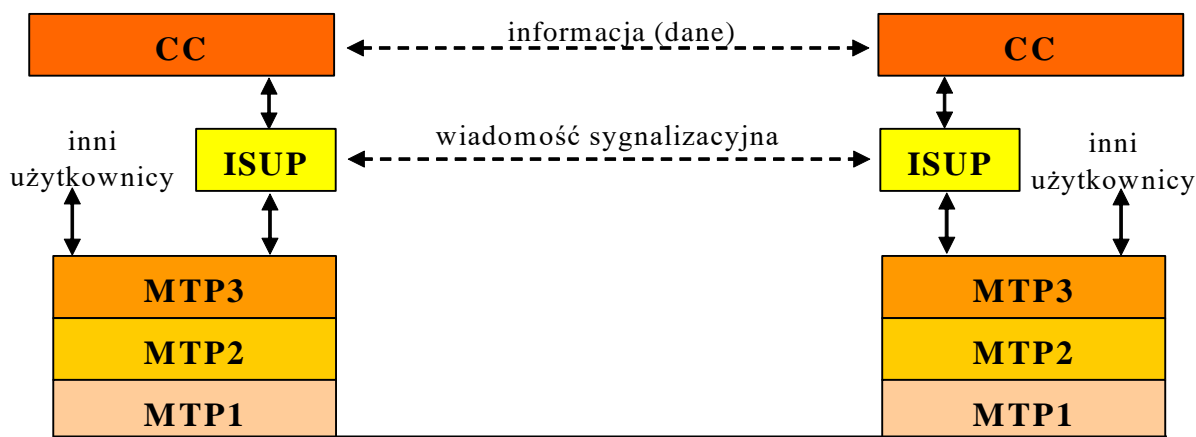 CC
informacja (dane)
CC
inni
użytkownicy
ISUP
wiadomość sygnalizacyjna
ISUP
inni
użytkownicy
MTP3
MTP2
MTP1
MTP3
MTP2
MTP1